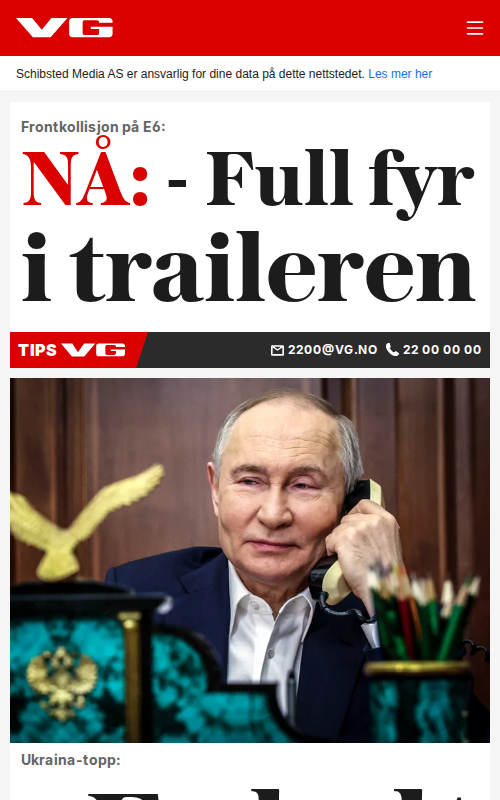 VG
Schibsted Media AS er ansvarlig for dine data på dette nettstedet. Les mer her
Frontkollisjon på E6:
NÅ: - Full fyr
i traileren
TIPS VG 2200@VG.NO 22 00 00 00
Ukraina-topp: